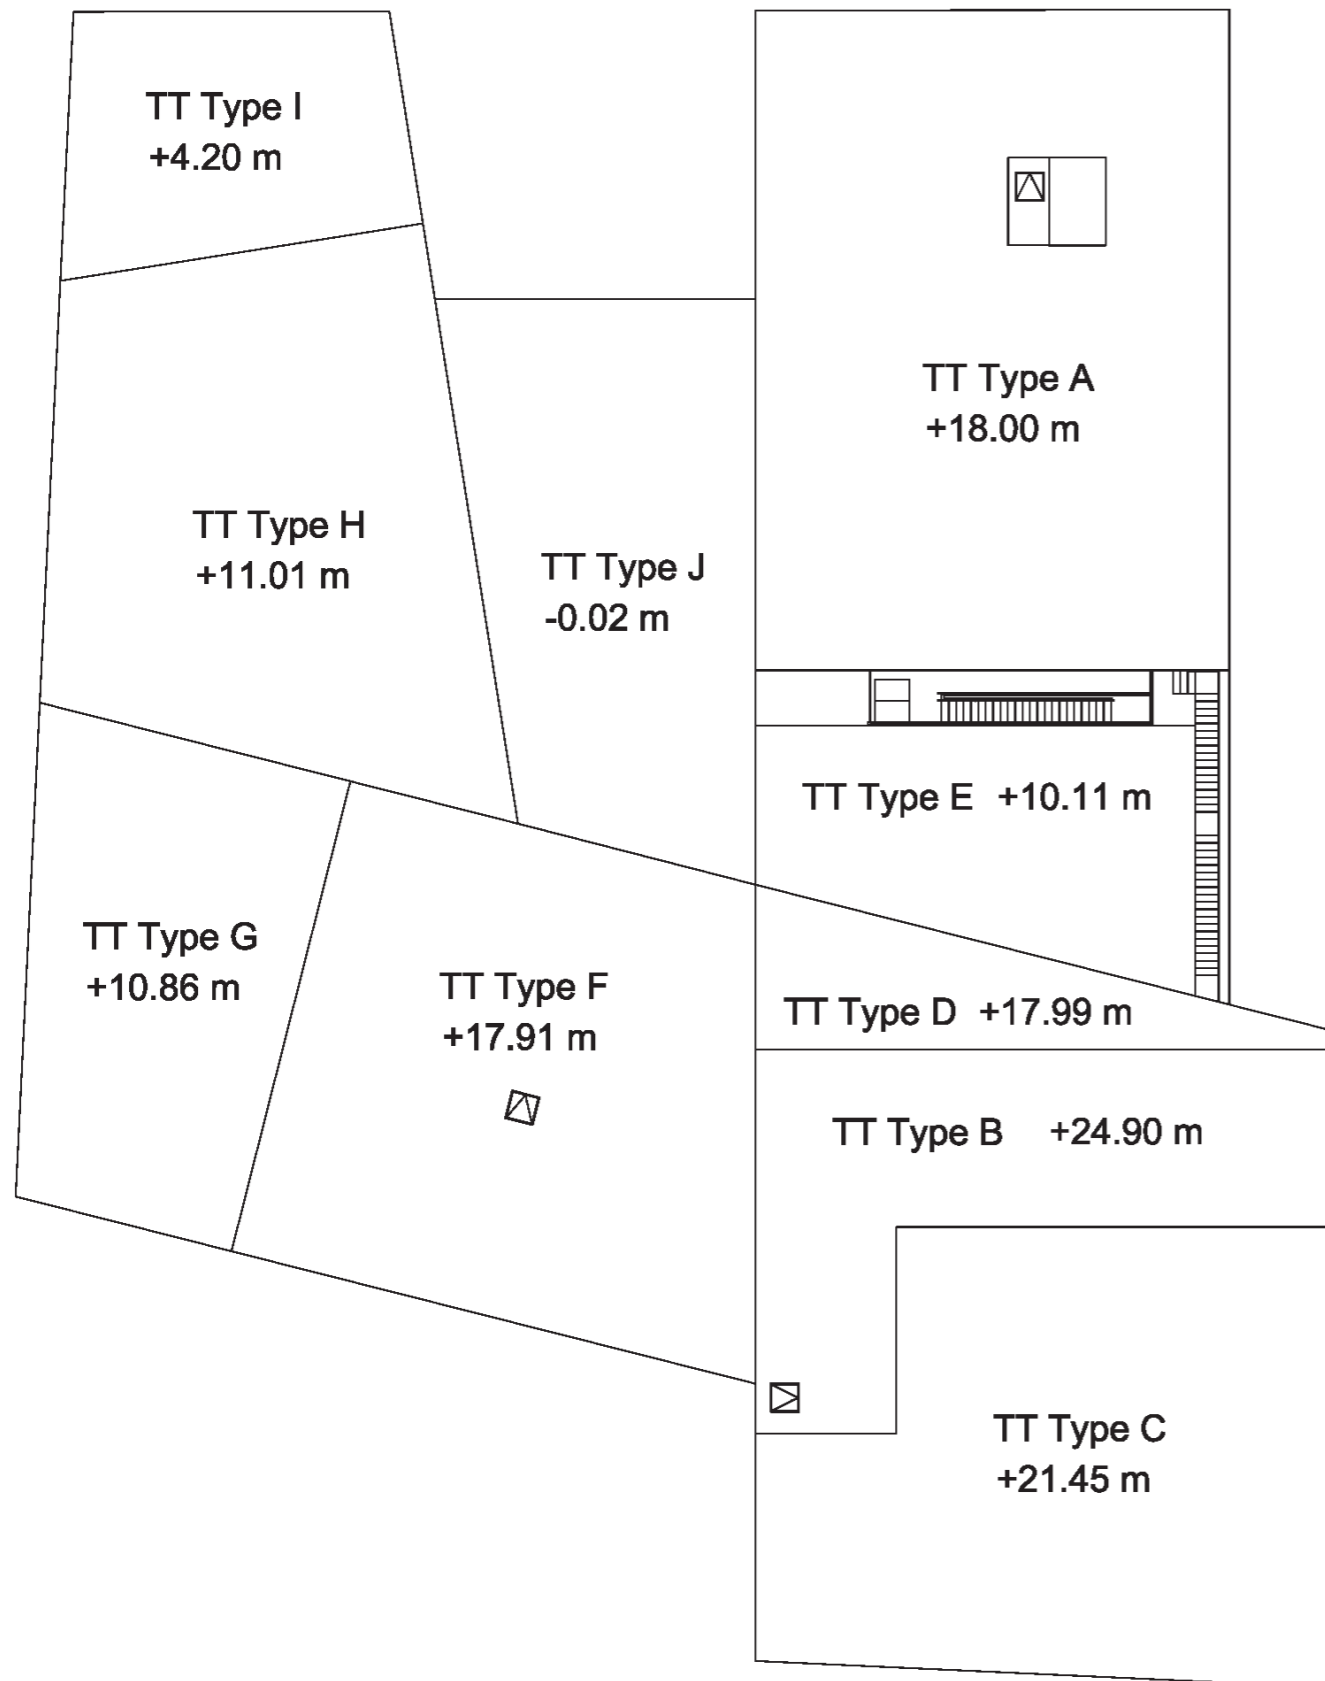 TT Type I
+4.20 m
TT Type A
+18.00 m
TT Type H
+11.01 m
TT Type J
-0.02 m
TT Type E +10.11 m
TT Type G
+10.86 m
TT Type F
+17.91 m
TT Type D +17.99 m
TT Type B +24.90 m
TT Type C
+21.45 m